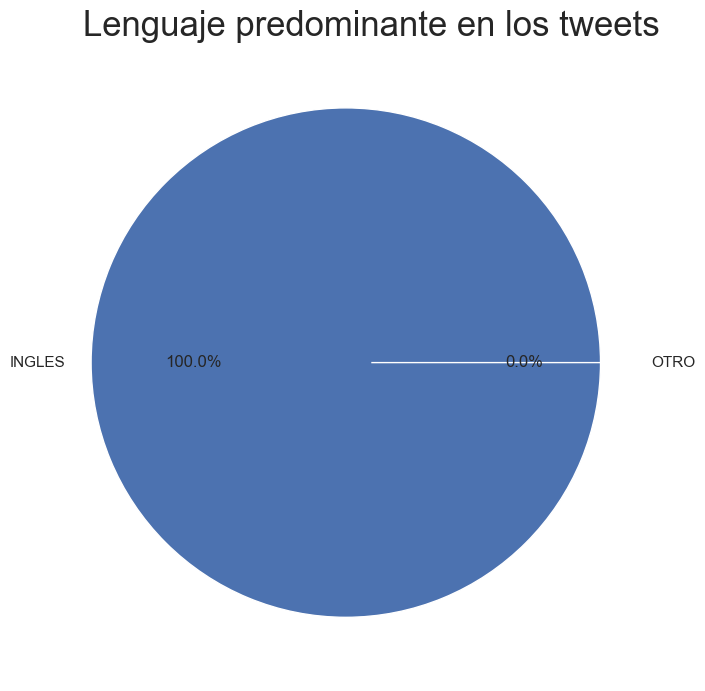 Lenguaje predominante en los tweets
INGLES
100.0%
0.0%
OTRO